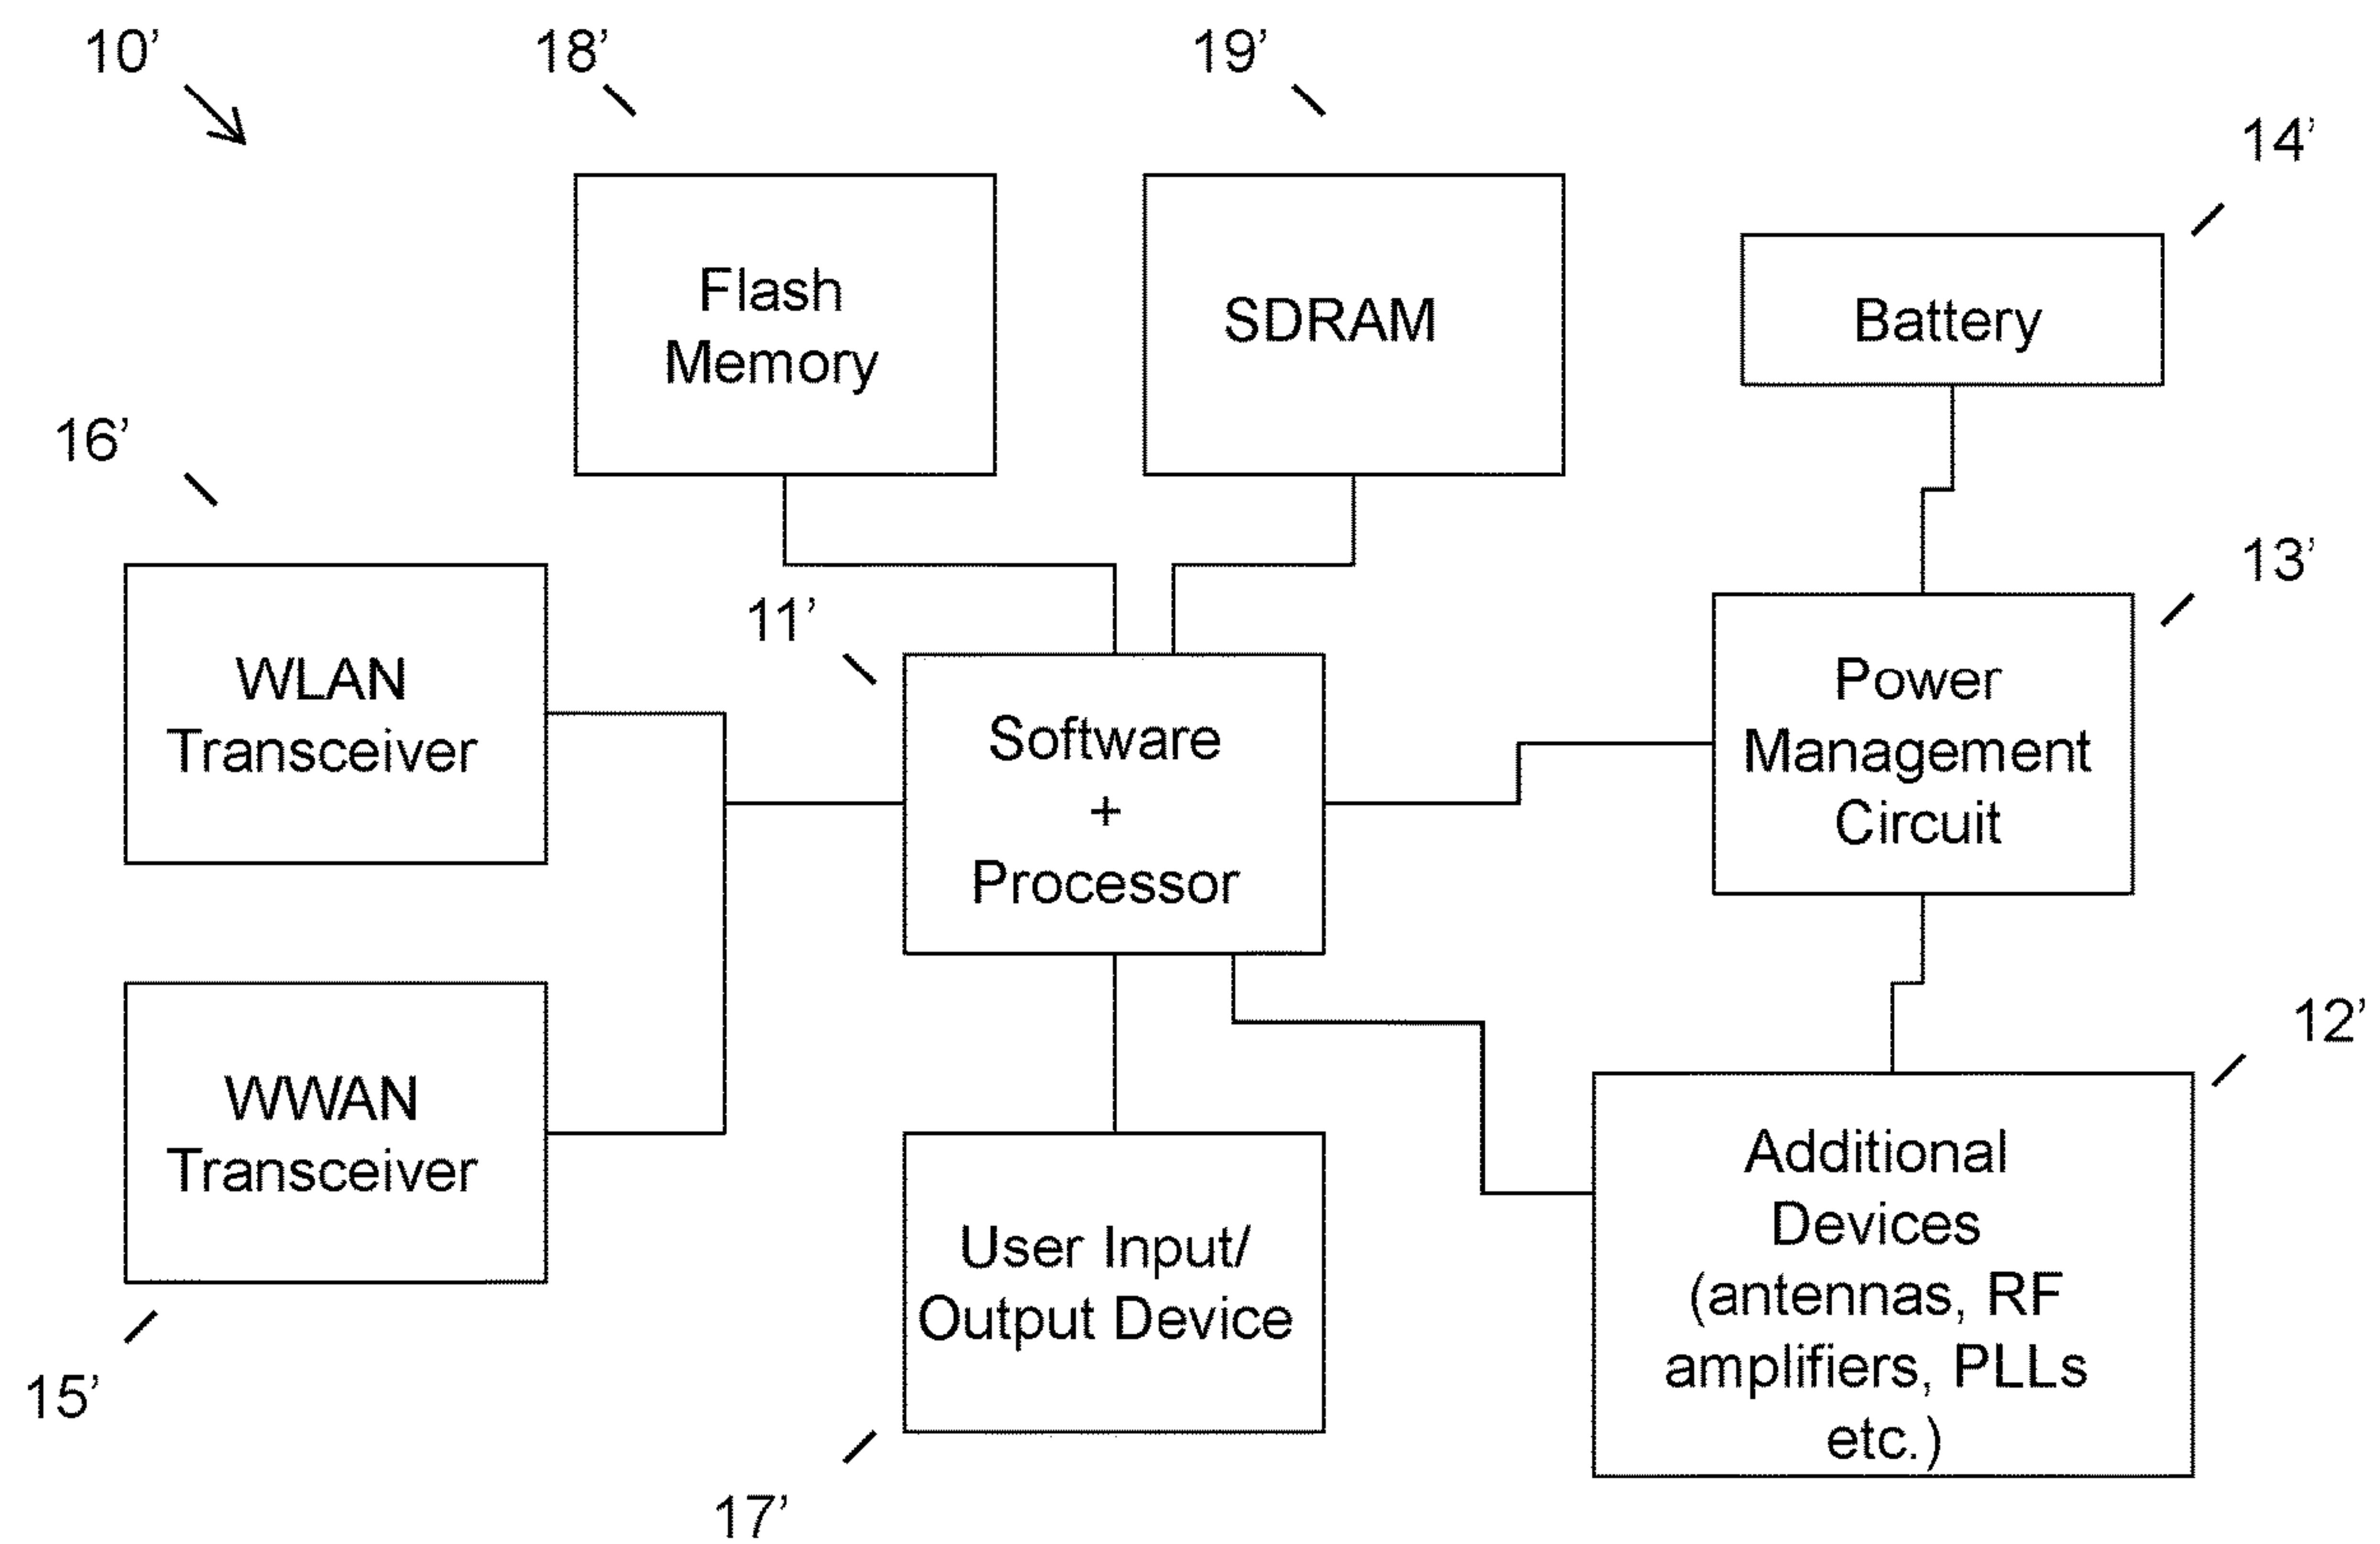 10’
18’
19’
14’
Flash
Memory
SDRAM
Battery
16’
13’
11’
WLAN
Transceiver
Software
+
Processor
Power
Management
Circuit
12’
WWAN
Transceiver
User Input/
Output Device
Additional
Devices
(antennas, RF
amplifiers, PLLs
etc.)
15’
17’